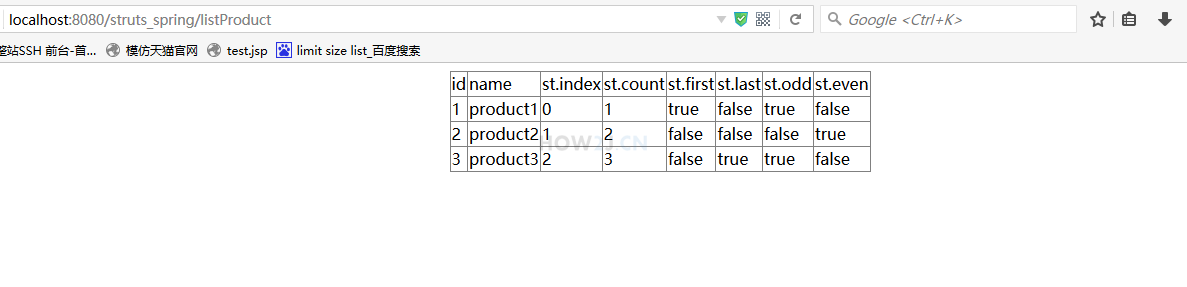 localhost:8080/struts_spring/listProduct Google <Ctrl+K>
整站SSH 前台-首... 模仿天猫官网 test.jsp limit size list_百度搜索
id name st.index st.count st.first st.last st.odd st.even
1 product1 0 1 true false true false
2 product2 1 2 false false false true
HOW2J.CN
3 product3 2 3 false true true false